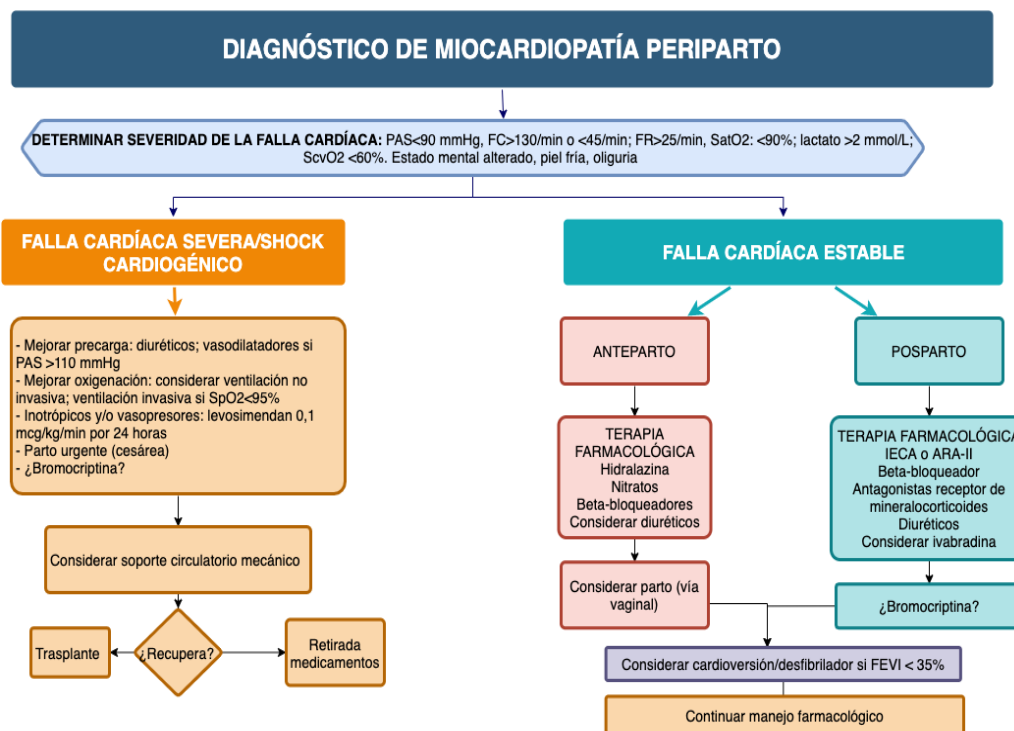 DIAGNÓSTICO DE MIOCARDIOPATÍA PERIPARTO
DETERMINAR SEVERIDAD DE LA FALLA CARDÍACA: PAS<90 mmHg, FC>130/min o <45/min; FR>25/min, SatO2: <90%; lactato >2 mmol/L;
ScvO2 <60%. Estado mental alterado, piel fría, oliguria
FALLA CARDÍACA SEVERA/SHOCK
CARDIOGÉNICO
- Mejorar precarga: diuréticos; vasodilatadores si
PAS >110 mmHg
- Mejorar oxigenación: considerar ventilación no
invasiva; ventilación invasiva si SpO2<95%
- Inotrópicos y/o vasopresores: levosimendan 0,1
mcg/kg/min por 24 horas
- Parto urgente (cesárea)
- ¿Bromocriptina?
Considerar soporte circulatorio mecánico
¿Recupera?
Trasplante
Retirada
medicamentos
FALLA CARDÍACA ESTABLE
ANTEPARTO
TERAPIA
FARMACOLÓGICA
Hidralazina
Nitratos
Beta-bloqueadores
Considerar diuréticos
Considerar parto (vía
vaginal)
POSPARTO
TERAPIA FARMACOLÓGICA
IECA o ARA-II
Beta-bloqueador
Antagonistas receptor de
mineralocorticoides
Diuréticos
Considerar ivabradina
¿Bromocriptina?
Considerar cardioversión/desfibrilador si FEVI < 35%
Continuar manejo farmacológico